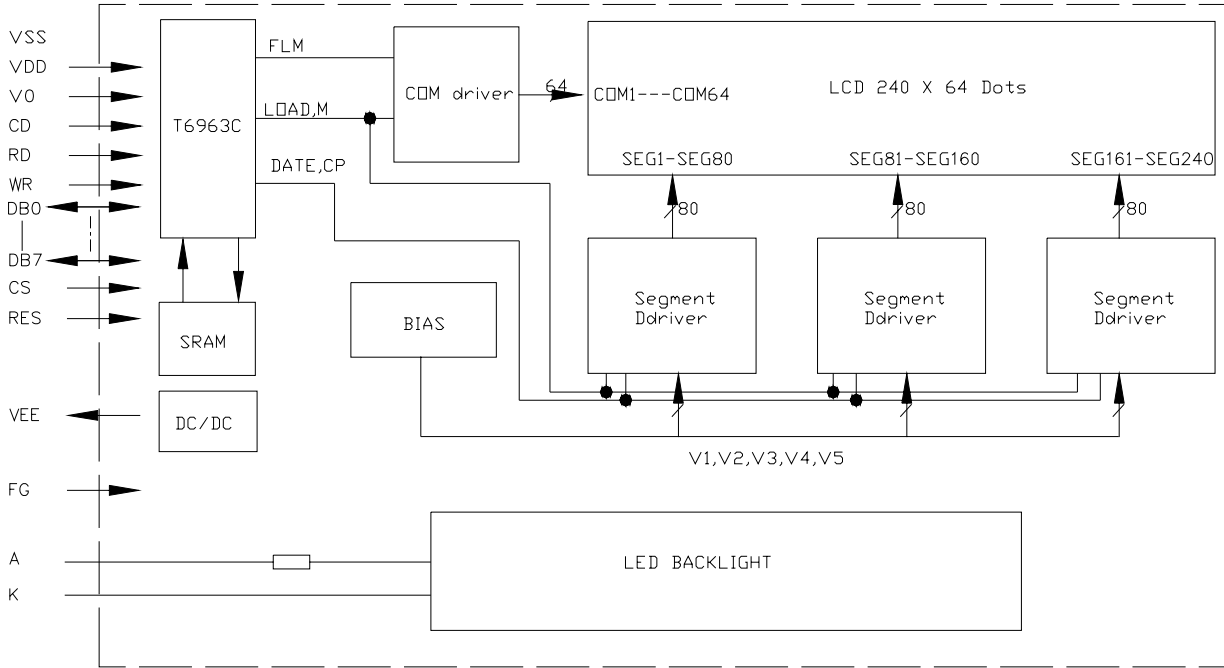 VSS
VDD
V0
CD
RD
WR
DB0
DB7
CS
RES
VEE
FG
A
K
T6963C
SRAM
DC/DC
FLM
LOAD,M
DATE,CP
COM driver
64
BIAS
LCD 240 X 64 Dots
COM1---COM64
SEG1-SEG80
SEG81-SEG160
SEG161-SEG240
80
80
80
Segment
Ddriver
Segment
Ddriver
Segment
Ddriver
V1,V2,V3,V4,V5
LED BACKLIGHT